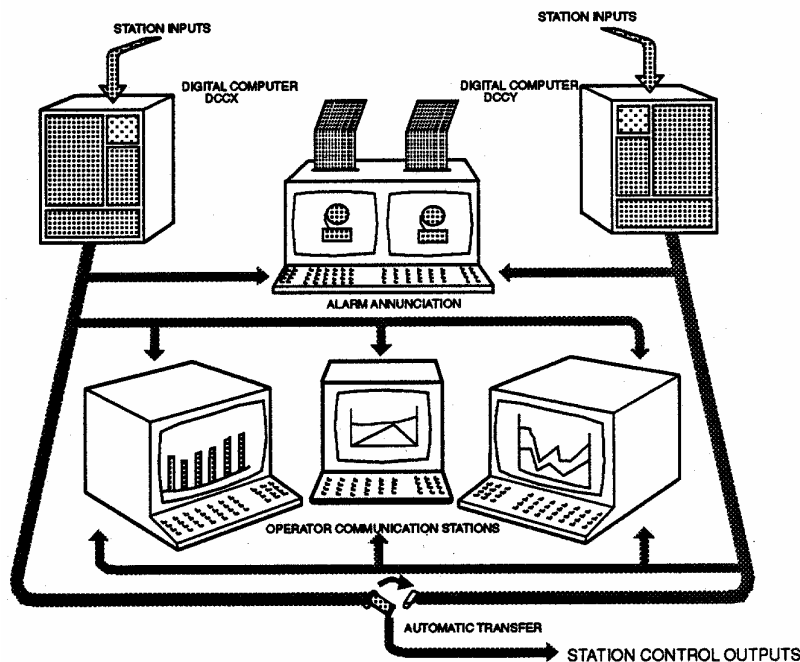 STATION INPUTS
STATION INPUTS
DIGITAL COMPUTER
DCCX
DIGITAL COMPUTER
DCCY
ALARM ANNUNCIATION
OPERATOR COMMUNICATION STATIONS
AUTOMATIC TRANSFER
STATION CONTROL OUTPUTS